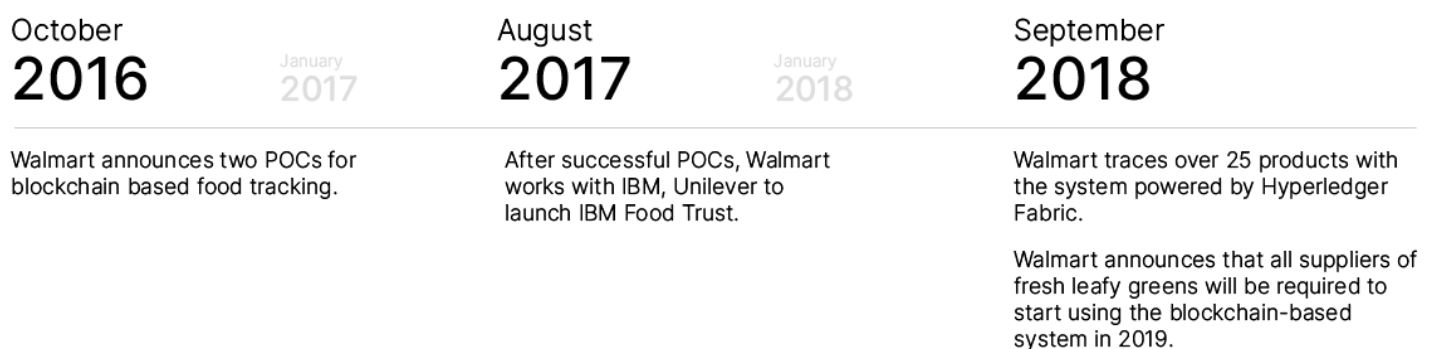 October
2016
January
2017
August
2017
January
2018
September
2018
Walmart announces two POCs for
blockchain based food tracking.
After successful POCs, Walmart
works with IBM, Unilever to
launch IBM Food Trust.
Walmart traces over 25 products with
the system powered by Hyperledger
Fabric.
Walmart announces that all suppliers of
fresh leafy greens will be required to
start using the blockchain-based
system in 2019.